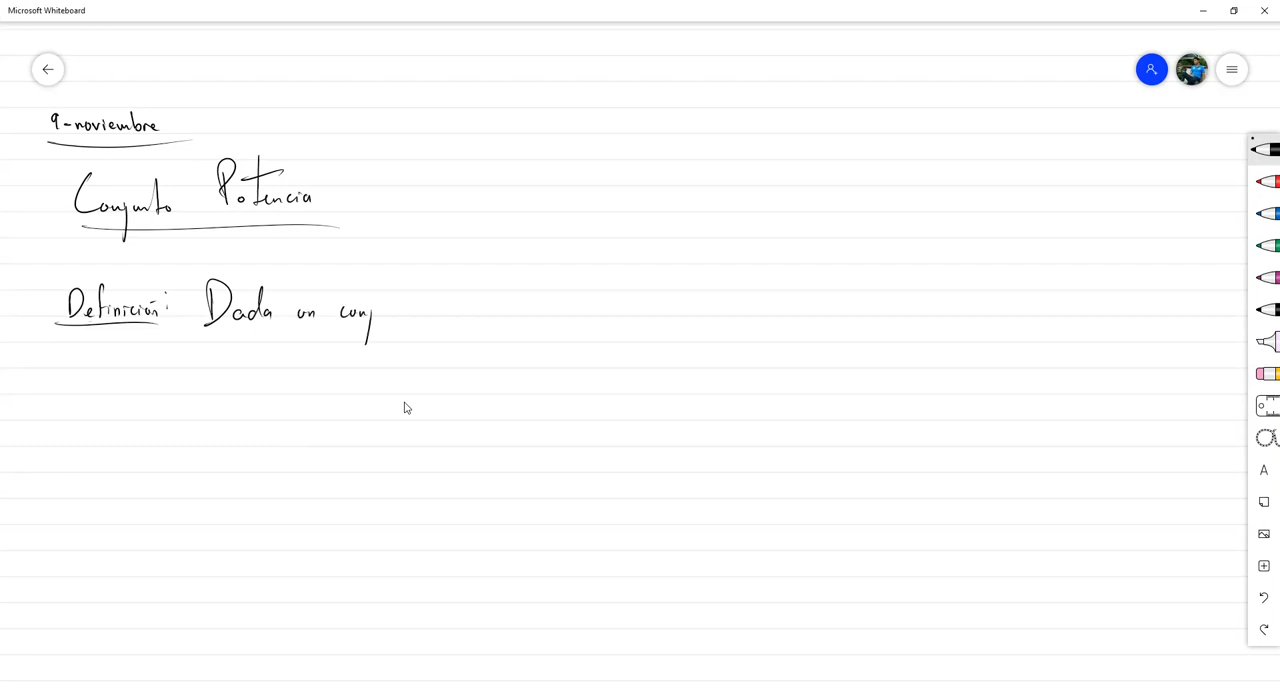 Microsoft Whiteboard
9-noviembre
Conjunto Potencia
Definición: Dada un conj